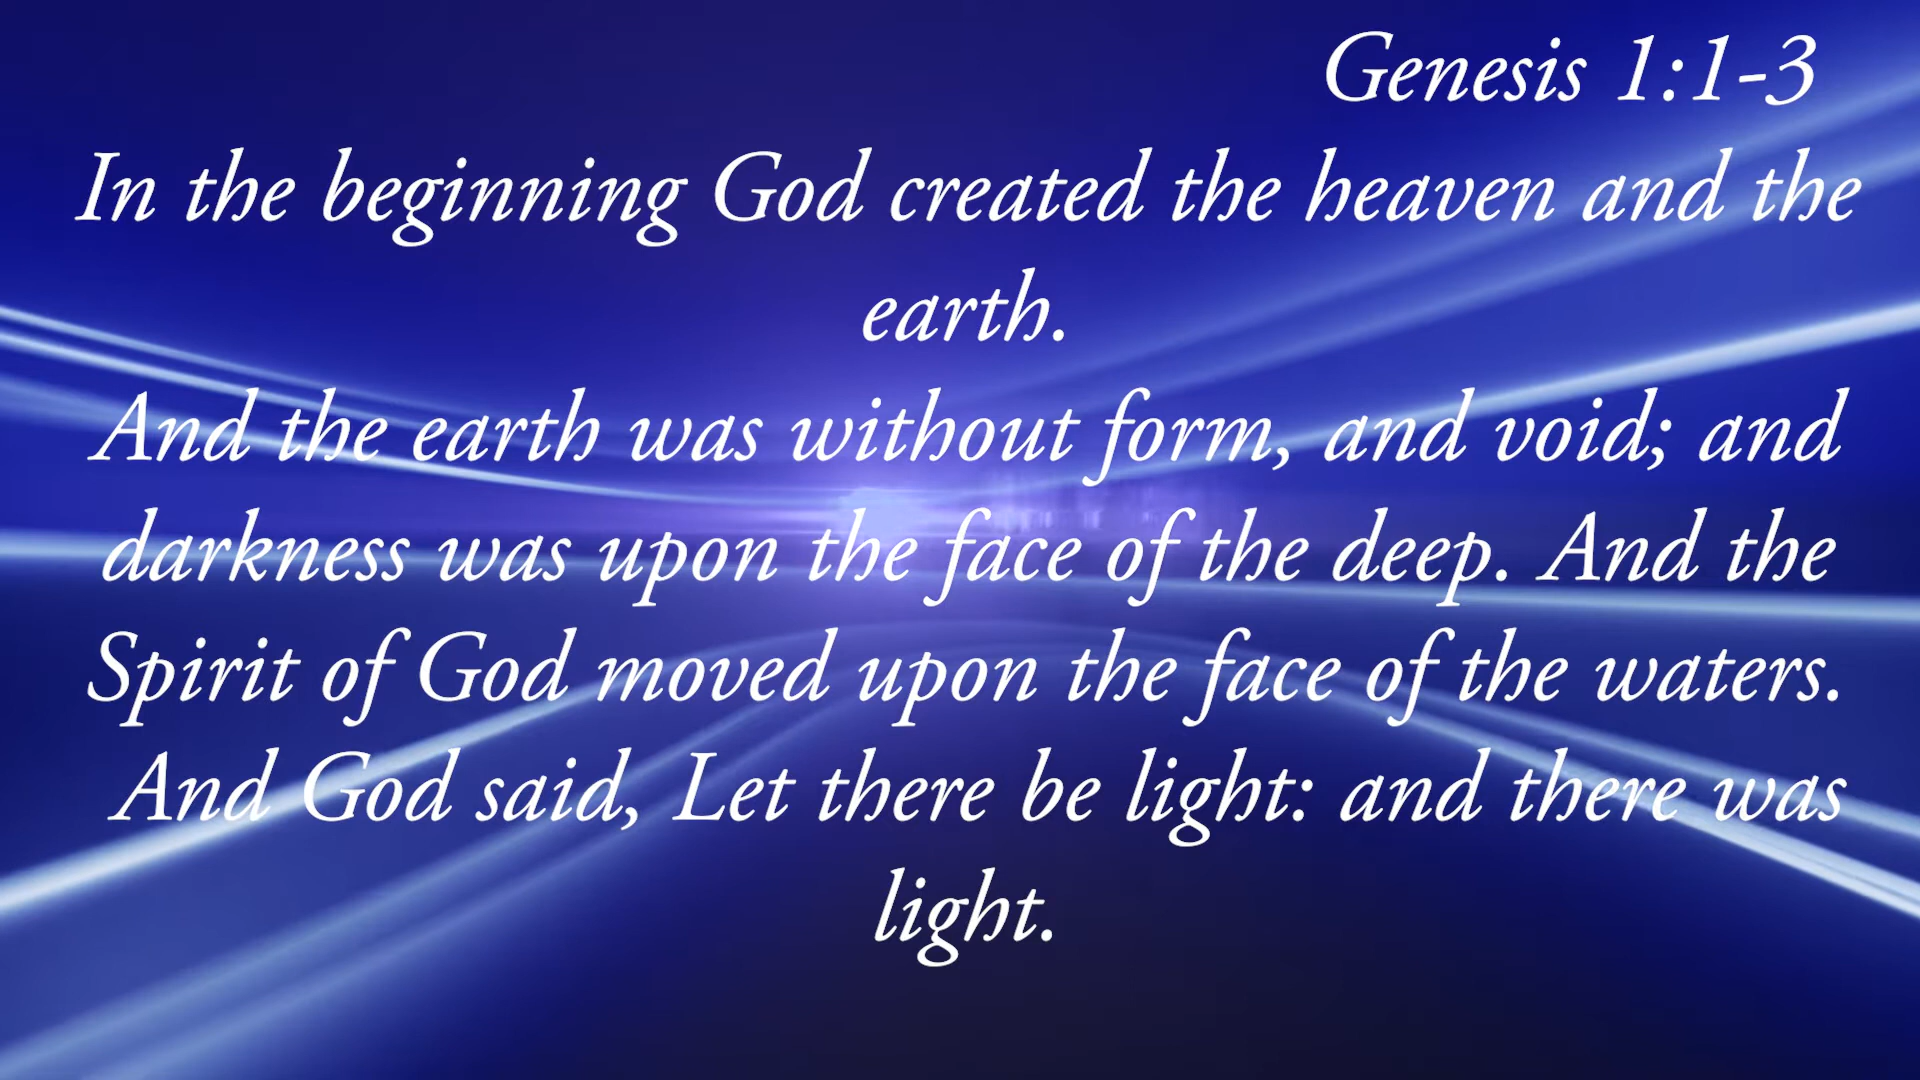 Genesis 1:1-3
In the beginning God created the heaven and the
earth.
And the earth was without form, and void; and
darkness was upon the face of the deep. And the
Spirit of God moved upon the face of the waters.
And God said, Let there be light: and there was
light.